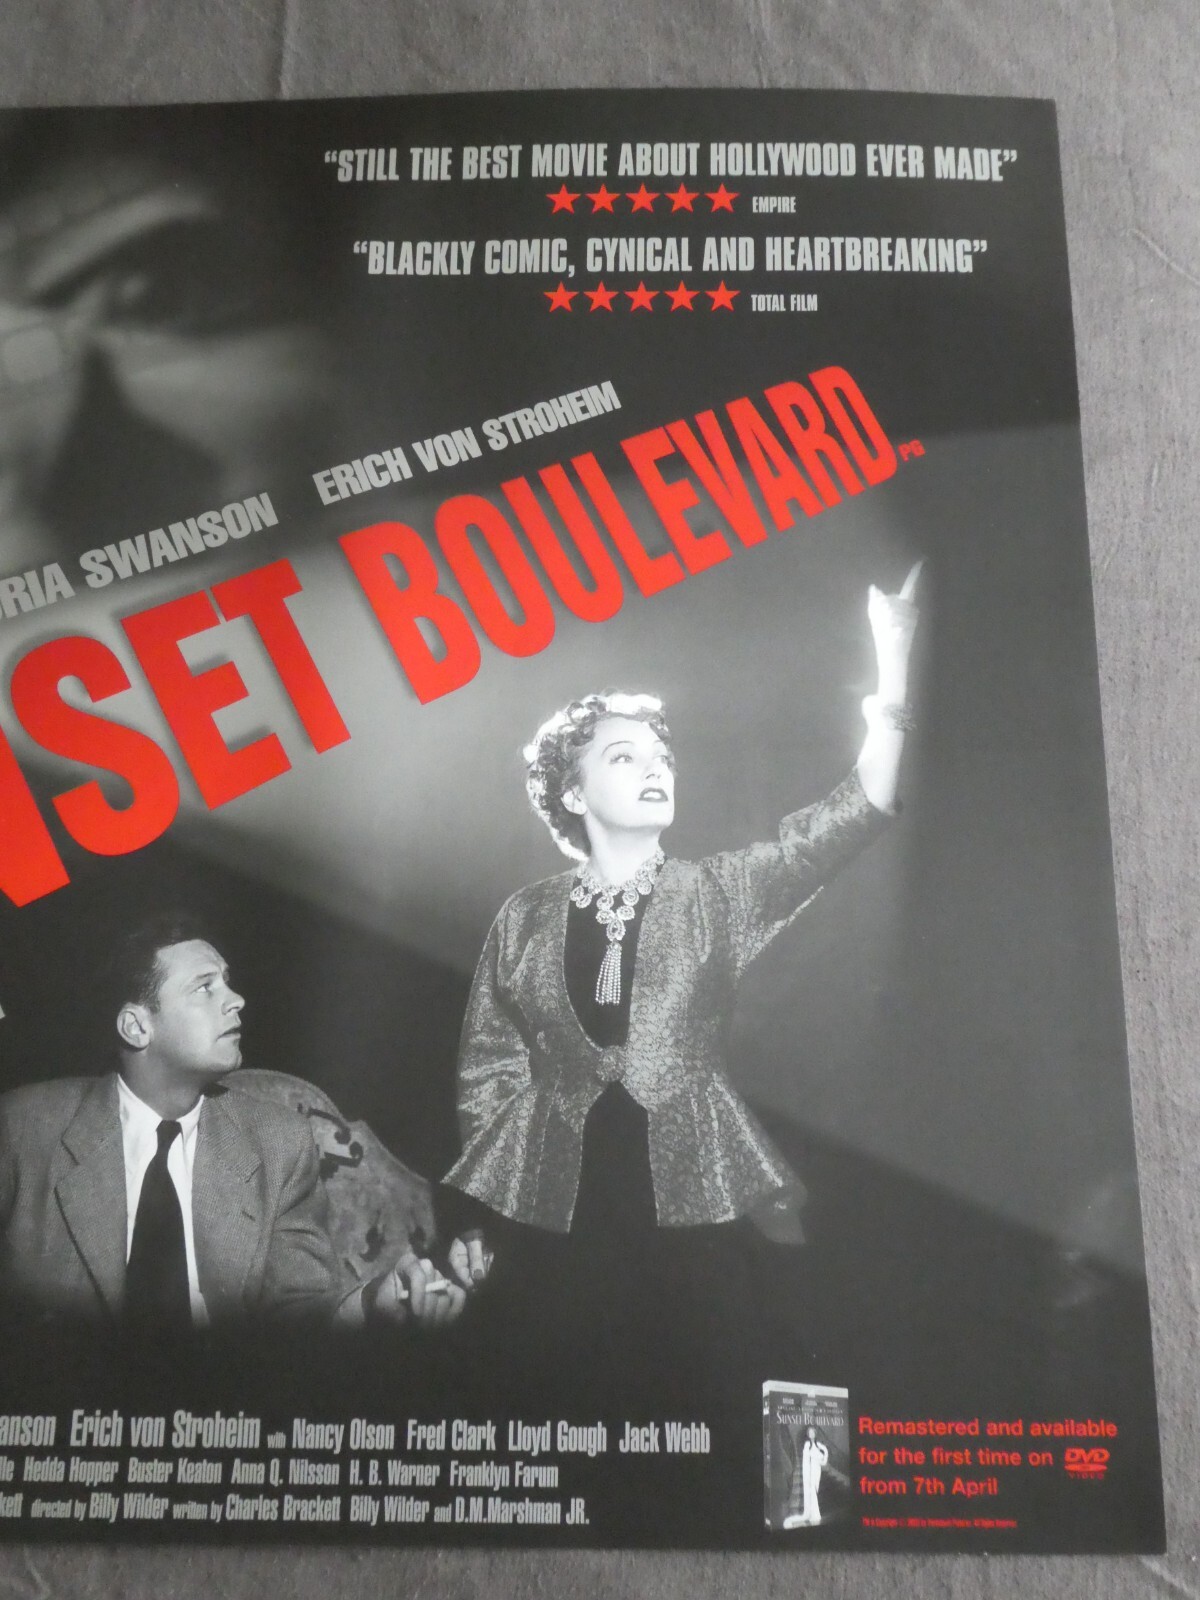 “STILL THE BEST MOVIE ABOUT HOLLYWOOD EVER MADE”
★★★★★ EMPIRE
“BLACKLY COMIC, CYNICAL AND HEARTBREAKING”
★★★★★ TOTAL FILM
RIA SWANSON ERICH VON STROHEIM
NSET BOULEVARD PG
anson Erich von Stroheim with Nancy Olson Fred Clark Lloyd Gough Jack Webb
lle Hedda Hopper Buster Keaton Anna Q. Nilsson H. B. Warner Franklyn Farum
kett directed by Billy Wilder written by Charles Brackett Billy Wilder and D.M.Marshman JR.
SUNSET BOULEVARD
Remastered and available
for the first time on DVD VIDEO
from 7th April